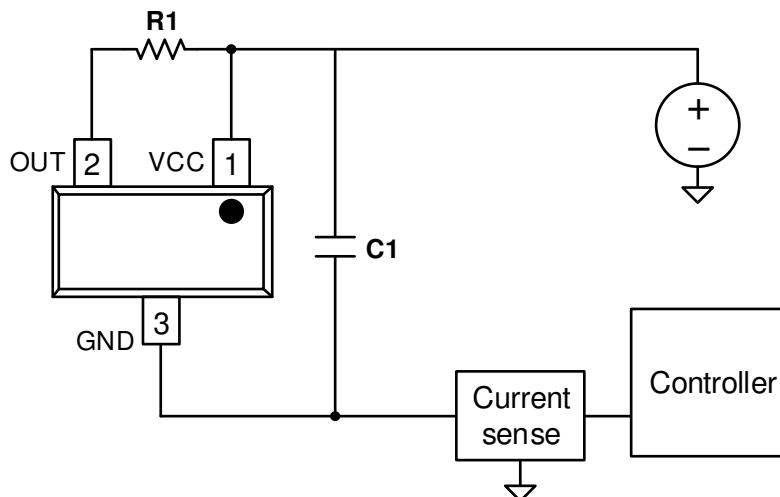 R1
+
−
OUT 2 VCC 1
C1
3
GND
Current
sense
Controller